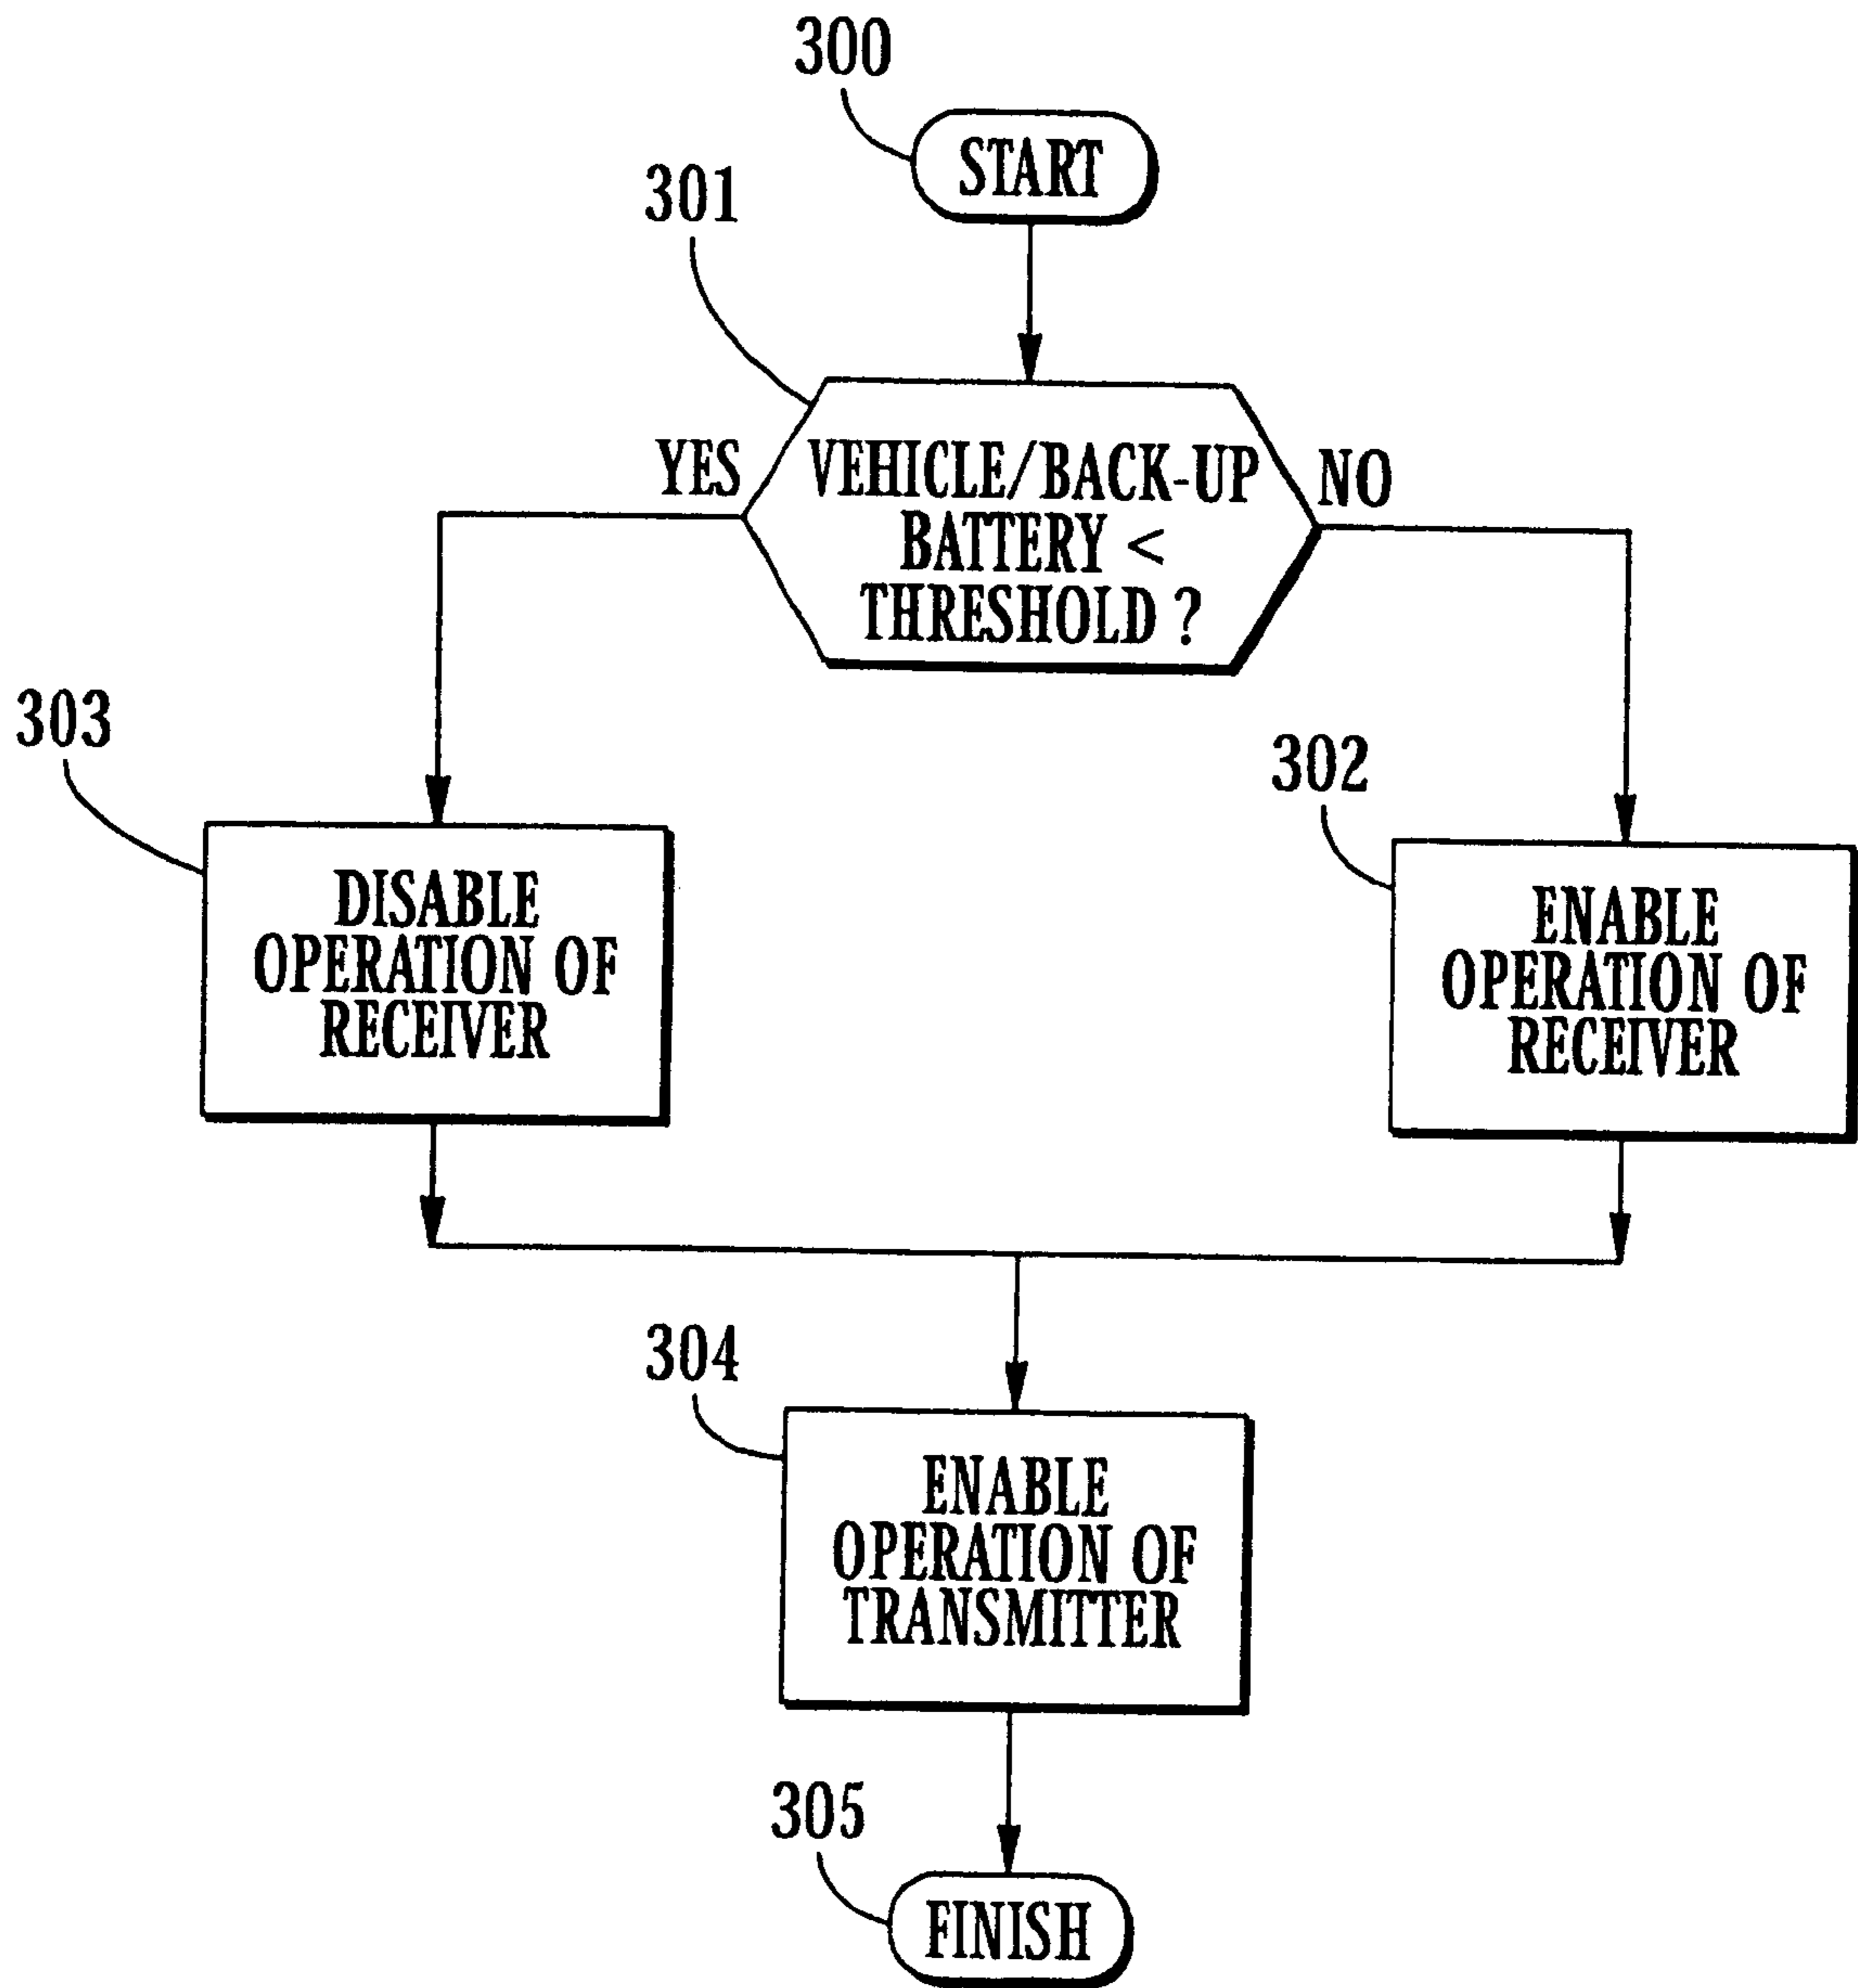 300
START
301
YES
VEHICLE/BACK-UP
BATTERY <
THRESHOLD ?
NO
303
DISABLE
OPERATION OF
RECEIVER
302
ENABLE
OPERATION OF
RECEIVER
304
ENABLE
OPERATION OF
TRANSMITTER
305
FINISH